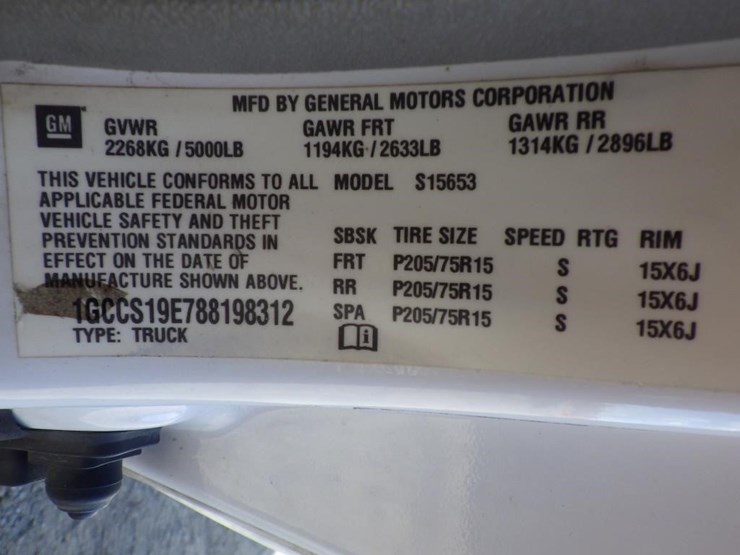 MFD BY GENERAL MOTORS CORPORATION
GM
GVWR GAWR FRT GAWR RR
2268KG / 5000LB 1194KG / 2633LB 1314KG / 2896LB
THIS VEHICLE CONFORMS TO ALL
APPLICABLE FEDERAL MOTOR
VEHICLE SAFETY AND THEFT
PREVENTION STANDARDS IN
EFFECT ON THE DATE OF
MANUFACTURE SHOWN ABOVE.
1GCCS19E788198312
TYPE: TRUCK
MODEL S15653
SBSK TIRE SIZE SPEED RTG RIM
FRT P205/75R15 S 15X6J
RR P205/75R15 S 15X6J
SPA P205/75R15 S 15X6J
i